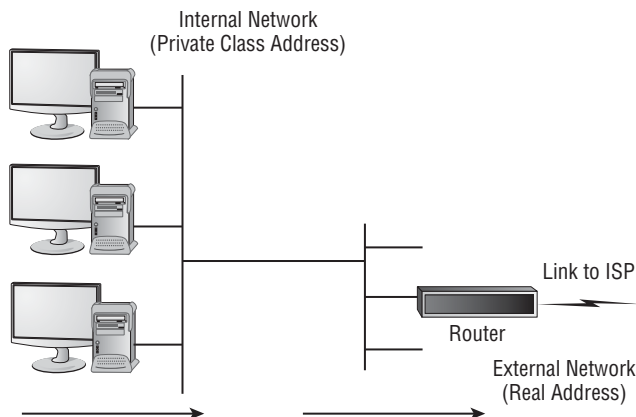 Internal Network
(Private Class Address)
Link to ISP
Router
External Network
(Real Address)